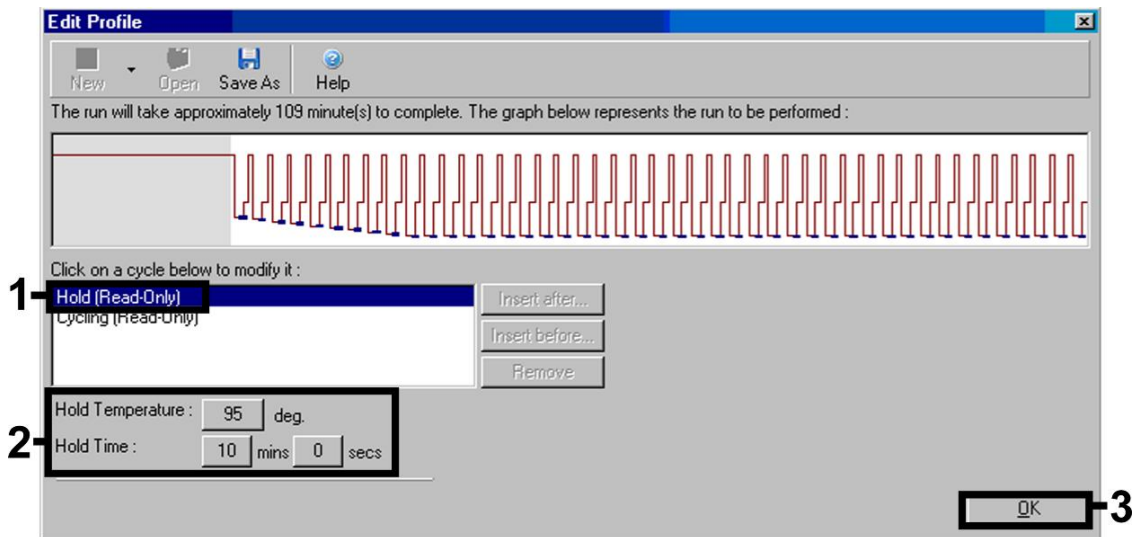 Edit Profile
New Open Save As Help
The run will take approximately 109 minute(s) to complete. The graph below represents the run to be performed :
Click on a cycle below to modify it :
1
Hold (Read-Only)
Insert after...
Cycling (Read-Only)
Insert before...
Remove
Hold Temperature : 95 deg.
2
Hold Time : 10 mins 0 secs
OK
3